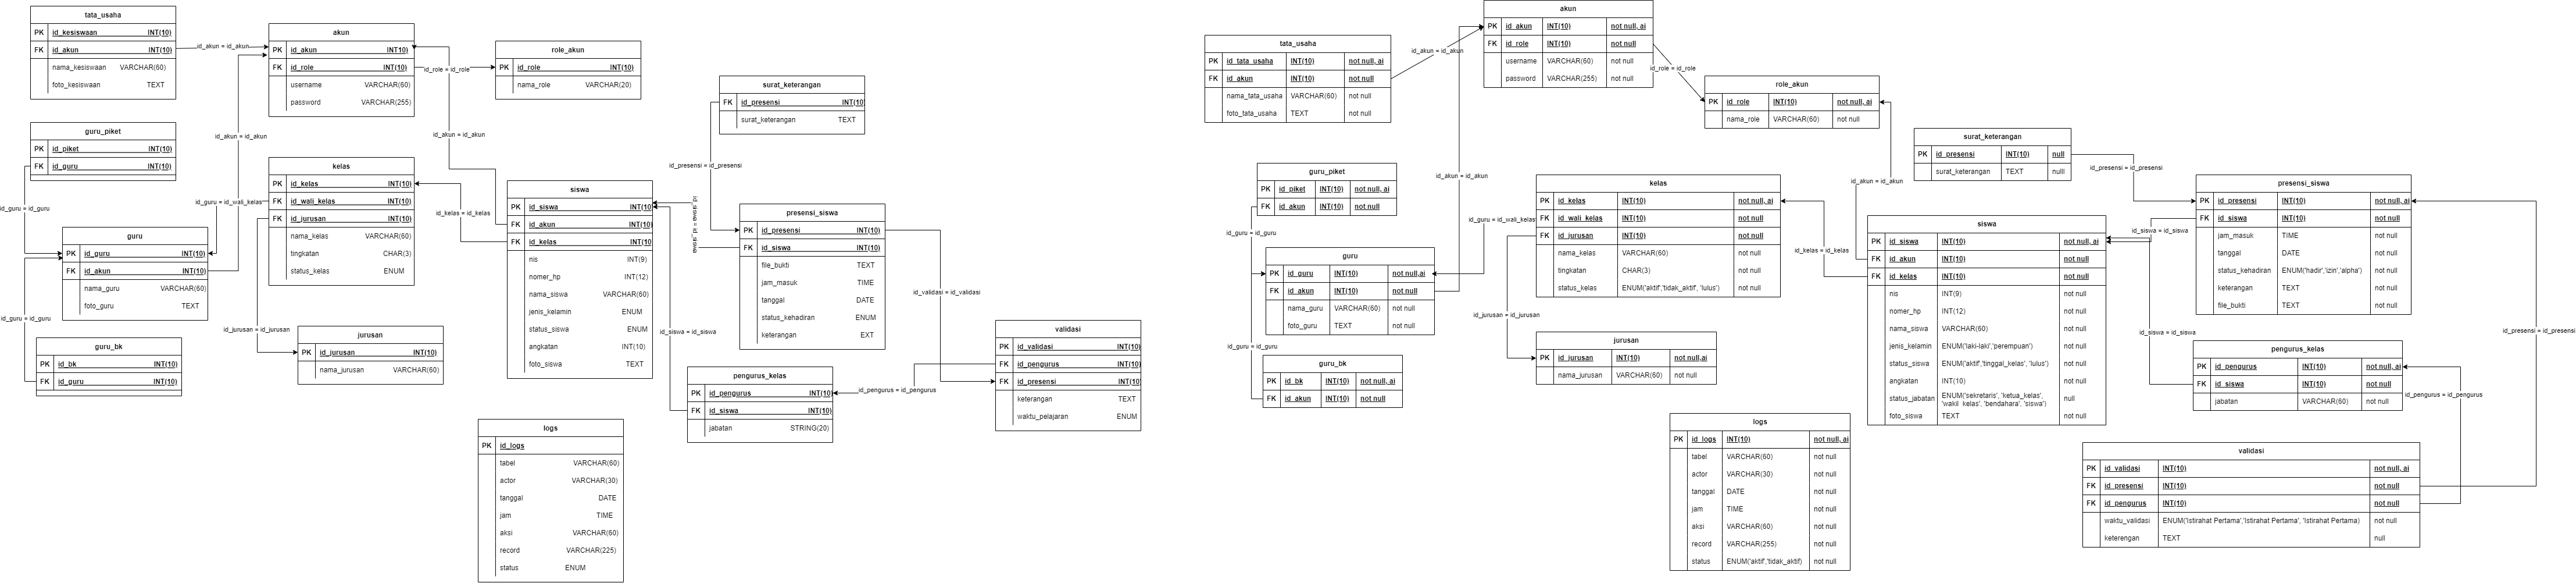 tata_usaha
PK id_kesiswaan INT(10)
FK id_akun INT(10)
nama_kesiswaan VARCHAR(60)
foto_kesiswaan TEXT
id_akun = id_akun
akun
PK id_akun INT10)
FK id_role INT(10)
username VARCHAR(60)
password VARCHAR(255)
id_role = id_role
role_akun
PK id_role INT(10)
nama_role VARCHAR(20)
id_akun = id_akun
id_akun = id_akun
guru_piket
PK id_piket INT(10)
FK id_guru INT(10)
id_guru = id_guru
id_guru = id_wali_kelas
kelas
PK id_kelas INT(10)
FK id_wali_kelas INT(10)
FK id_jurusan INT(10)
nama_kelas VARCHAR(60)
tingkatan CHAR(3)
status_kelas ENUM
id_kelas = id_kelas
guru
PK id_guru INT(10)
FK id_akun INT(10)
nama_guru VARCHAR(60)
foto_guru TEXT
id_guru = id_guru
guru_bk
PK id_bk INT(10)
FK id_guru INT(10)
id_jurusan = id_jurusan
jurusan
PK id_jurusan INT(10)
nama_jurusan VARCHAR(60)
siswa
PK id_siswa INT(10
FK id_akun INT(10)
FK id_kelas INT(10
nis INT(9)
nomer_hp INT(12)
nama_siswa VARCHAR(60)
jenis_kelamin ENUM
status_siswa ENUM
angkatan INT(10)
foto_siswa TEXT
surat_keterangan
FK id_presensi INT(10
surat_keterangan TEXT
id_presensi = id_presensi
id_siswa = id_siswa
presensi_siswa
PK id_presensi INT(10)
FK id_siswa INT(10)
file_bukti TEXT
jam_masuk TIME
tanggal DATE
status_kehadiran ENUM
keterangan EXT
id_siswa = id_siswa
id_validasi = id_validasi
pengurus_kelas
PK id_pengurus INT(10)
FK id_siswa INT(10)
jabatan STRING(20)
id_pengurus = id_pengurus
validasi
PK id_validasi INT(10)
FK id_pengurus INT(10)
FK id_presensi INT(10
keterangan TEXT
waktu_pelajaran ENUM
logs
PK id_logs
tabel VARCHAR(60)
actor VARCHAR(30)
tanggal DATE
jam TIME
aksi VARCHAR(60)
record VARCHAR(225)
status ENUM
tata_usaha
PK id_tata_usaha INT(10) not null, ai
FK id_akun INT(10) not null
nama_tata_usaha VARCHAR(60) not null
foto_tata_usaha TEXT not null
id_akun = id_akun
akun
PK id_akun INT(10) not null, ai
FK id_role INT(10) not null
username VARCHAR(60) not null
password VARCHAR(255) not null
id_role = id_role
role_akun
PK id_role INT(10) not null, ai
nama_role VARCHAR(60) not null
id_akun = id_akun
id_akun = id_akun
guru_piket
PK id_piket INT(10) not null, ai
FK id_akun INT(10) not null
id_guru = id_guru
id_guru = id_wali_kelas
guru
PK id_guru INT(10) not null,ai
FK id_akun INT(10) not null
nama_guru VARCHAR(60) not null
foto_guru TEXT not null
id_guru = id_guru
guru_bk
PK id_bk INT(10) not null, ai
FK id_akun INT(10) not null
kelas
PK id_kelas INT(10) not null, ai
FK id_wali_kelas INT(10) not null
FK id_jurusan INT(10) not null
nama_kelas VARCHAR(60) not null
tingkatan CHAR(3) not null
status_kelas ENUM('aktif','tidak_aktif', 'lulus') not null
id_jurusan = id_jurusan
jurusan
PK id_jurusan INT(10) not null,ai
nama_jurusan VARCHAR(60) not null
id_kelas = id_kelas
surat_keterangan
PK id_presensi INT(10) null
surat_keterangan TEXT nulll
id_presensi = id_presensi
siswa
PK id_siswa INT(10) not null, ai
FK id_akun INT(10) not null
FK id_kelas INT(10) not null
nis INT(9) not null
nomer_hp INT(12) not null
nama_siswa VARCHAR(60) not null
jenis_kelamin ENUM('laki-laki','perempuan') not null
status_siswa ENUM('aktif','tinggal_kelas', 'lulus') not null
angkatan INT(10) not null
status_jabatan ENUM('sekretaris', 'ketua_kelas', 'wakil_kelas', 'bendahara', 'siswa') null
foto_siswa TEXT not null
id_siswa = id_siswa
presensi_siswa
PK id_presensi INT(10) not null, ai
FK id_siswa INT(10) not null
jam_masuk TIME not null
tanggal DATE not null
status_kehadiran ENUM('hadir','izin','alpha') not null
keterangan TEXT not null
file_bukti TEXT not null
id_siswa = id_siswa
id_presensi = id_presensi
pengurus_kelas
PK id_pengurus INT(10) not null, ai
FK id_siswa INT(10) not null
jabatan VARCHAR(60) not null
id_pengurus = id_pengurus
logs
PK id_logs INT(10) not null, ai
tabel VARCHAR(60) not null
actor VARCHAR(30) not null
tanggal DATE not null
jam TIME not null
aksi VARCHAR(60) not null
record VARCHAR(255) not null
status ENUM('aktif','tidak_aktif) not null
validasi
PK id_validasi INT(10) not null, ai
FK id_presensi INT(10) not null
FK id_pengurus INT(10) not null
waktu_validasi ENUM('Istirahat Pertama','Istirahat Pertama', 'Istirahat Pertama) not null
keterengan TEXT null